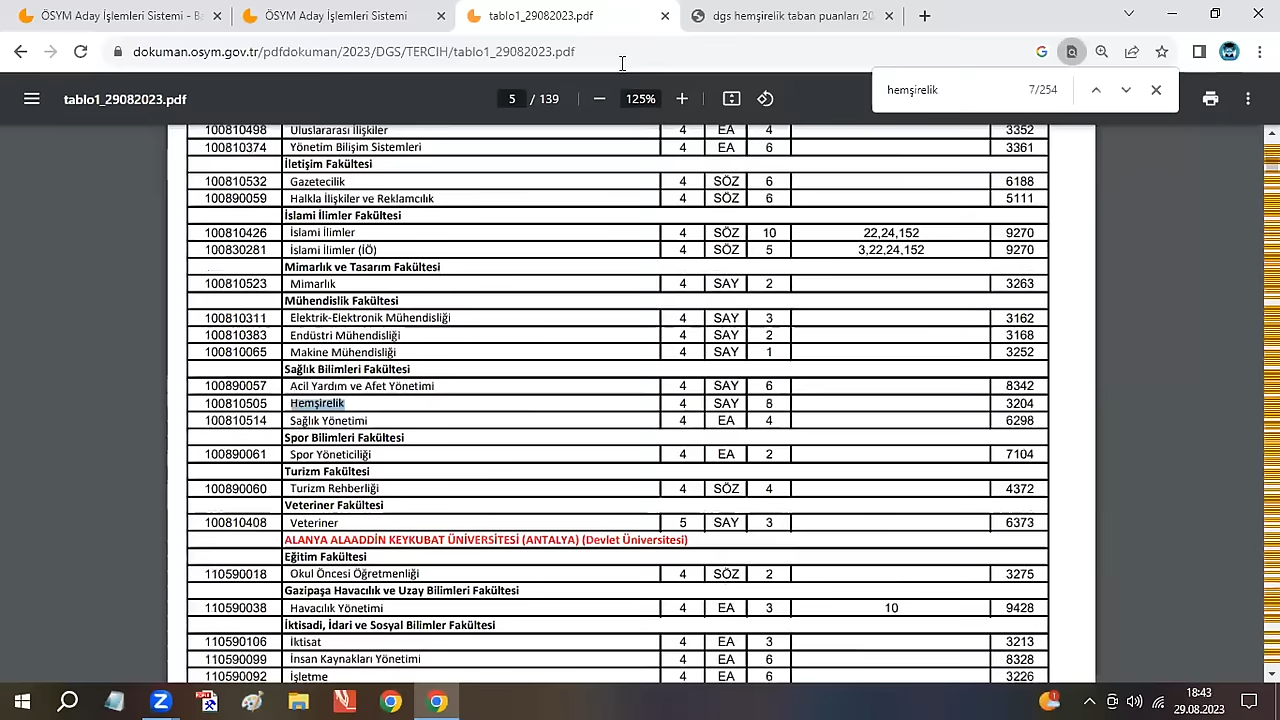 ÖSYM Aday İşlemleri Sistemi - Bs
ÖSYM Aday İşlemleri Sistemi
tablo1_29082023.pdf
dgs hemşirelik taban puanları 20
dokuman.osym.gov.tr/pdfdokuman/2023/DGS/TERCIH/tablo1_29082023.pdf
hemşirelik 7/254
tablo1_29082023.pdf 5 / 139 125%
100810498 Uluslararası İlişkiler 4 EA 4 3352
100810374 Yönetim Bilişim Sistemleri 4 EA 6 3361
İletişim Fakültesi
100810532 Gazetecilik 4 SÖZ 6 6188
100890059 Halkla İlişkiler ve Reklamcılık 4 SÖZ 6 5111
İslami İlimler Fakültesi
100810426 İslami İlimler 4 SÖZ 10 22,24,152 9270
100830281 İslami İlimler (İÖ) 4 SÖZ 5 3,22,24,152 9270
Mimarlık ve Tasarım Fakültesi
100810523 Mimarlık 4 SAY 2 3263
Mühendislik Fakültesi
100810311 Elektrik-Elektronik Mühendisliği 4 SAY 3 3162
100810383 Endüstri Mühendisliği 4 SAY 2 3168
100810065 Makine Mühendisliği 4 SAY 1 3252
Sağlık Bilimleri Fakültesi
100890057 Acil Yardım ve Afet Yönetimi 4 SAY 6 8342
100810505 Hemşirelik 4 SAY 8 3204
100810514 Sağlık Yönetimi 4 EA 4 6298
Spor Bilimleri Fakültesi
100890061 Spor Yöneticiliği 4 EA 2 7104
Turizm Fakültesi
100890060 Turizm Rehberliği 4 SÖZ 4 4372
Veteriner Fakültesi
100810408 Veteriner 5 SAY 3 6373
ALANYA ALAADDİN KEYKUBAT ÜNİVERSİTESİ (ANTALYA) (Devlet Üniversitesi)
Eğitim Fakültesi
110590018 Okul Öncesi Öğretmenliği 4 SÖZ 2 3275
Gazipaşa Havacılık ve Uzay Bilimleri Fakültesi
110590038 Havacılık Yönetimi 4 EA 3 10 9428
İktisadi, İdari ve Sosyal Bilimler Fakültesi
110590106 İktisat 4 EA 3 3213
110590099 İnsan Kaynakları Yönetimi 4 EA 6 8328
110590092 İşletme 4 EA 6 3226
18:43
29.08.2023